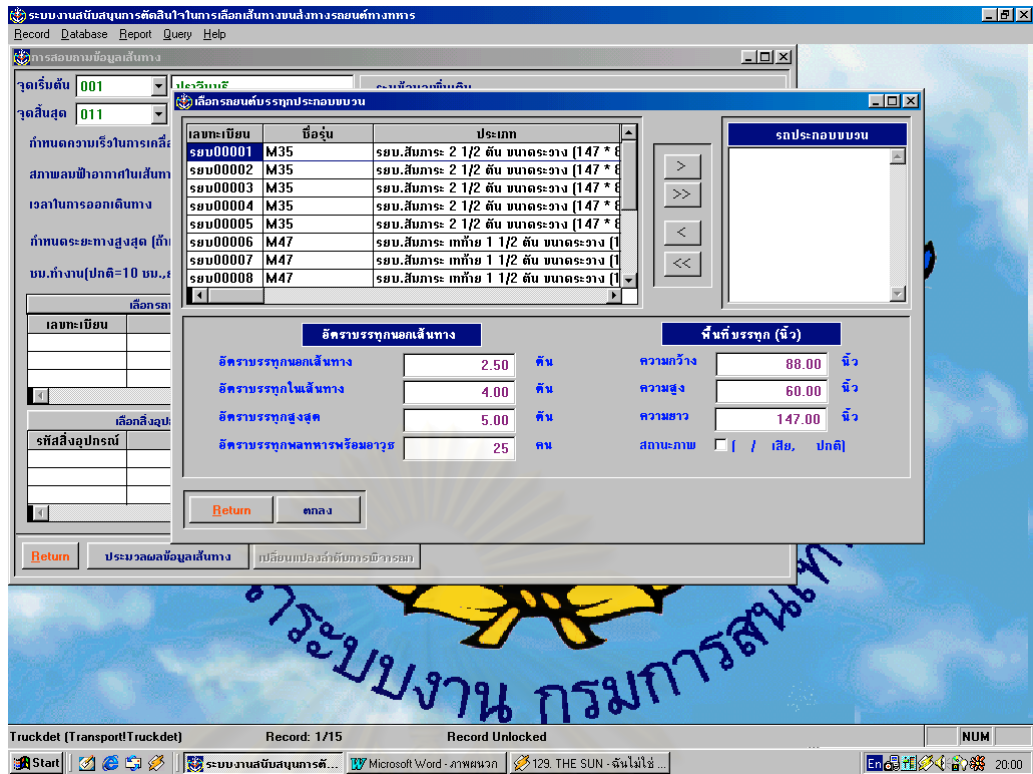 ระบบงานสนับสนุนการตัดสินใจในการเลือกเส้นทางขนส่งทางรถยนต์ทางทหาร
Record Database Report Query Help
การสอบถามข้อมูลเส้นทาง
จุดเริ่มต้น 001 ปราจีนบุรี
จุดสิ้นสุด 011
กำหนดความเร็วในการเคลื่อ
สภาพลมฟ้าอากาศในเส้นทา
เวลาในการออกเดินทาง
กำหนดระยะทางสูงสุด (ถ้า
ชม.ทำงาน(ปกติ=10 ชม.,
เลือกรถ
เลขทะเบียน
เลือกสิ่งอุป
รหัสสิ่งอุปกรณ์
Return ประมวลผลข้อมูลเส้นทาง เปลี่ยนแปลงลำดับการพิจารณา
เลือกรถยนต์บรรทุกประกอบขบวน
เลขทะเบียน ชื่อรุ่น ประเภท
รยบ00001 M35 รยบ.สัมภาระ 2 1/2 ตัน ขนาดระวาง (147 * 8
รยบ00002 M35 รยบ.สัมภาระ 2 1/2 ตัน ขนาดระวาง (147 * 8
รยบ00003 M35 รยบ.สัมภาระ 2 1/2 ตัน ขนาดระวาง (147 * 8
รยบ00004 M35 รยบ.สัมภาระ 2 1/2 ตัน ขนาดระวาง (147 * 8
รยบ00005 M35 รยบ.สัมภาระ 2 1/2 ตัน ขนาดระวาง (147 * 8
รยบ00006 M47 รยบ.สัมภาระ เทท้าย 1 1/2 ตัน ขนาดระวาง (1
รยบ00007 M47 รยบ.สัมภาระ เทท้าย 1 1/2 ตัน ขนาดระวาง (1
รยบ00008 M47 รยบ.สัมภาระ เทท้าย 1 1/2 ตัน ขนาดระวาง (1
>
>>
<
<<
รถประกอบขบวน
อัตราบรรทุกนอกเส้นทาง
อัตราบรรทุกนอกเส้นทาง 2.50 ตัน
อัตราบรรทุกในเส้นทาง 4.00 ตัน
อัตราบรรทุกสูงสุด 5.00 ตัน
อัตราบรรทุกพลทหารพร้อมอาวุธ 25 คน
พื้นที่บรรทุก (นิ้ว)
ความกว้าง 88.00 นิ้ว
ความสูง 60.00 นิ้ว
ความยาว 147.00 นิ้ว
สถานะภาพ ( / เสีย, ปกติ)
Return ตกลง
ระบบงาน กรมการสนเท
Truckdet (Transport!Truckdet) Record: 1/15 Record Unlocked NUM
Start ระบบงานสนับสนุนการตั... Microsoft Word - ภาพผนวก 129. THE SUN - ฉันไม่ใช่ ... En 20:00